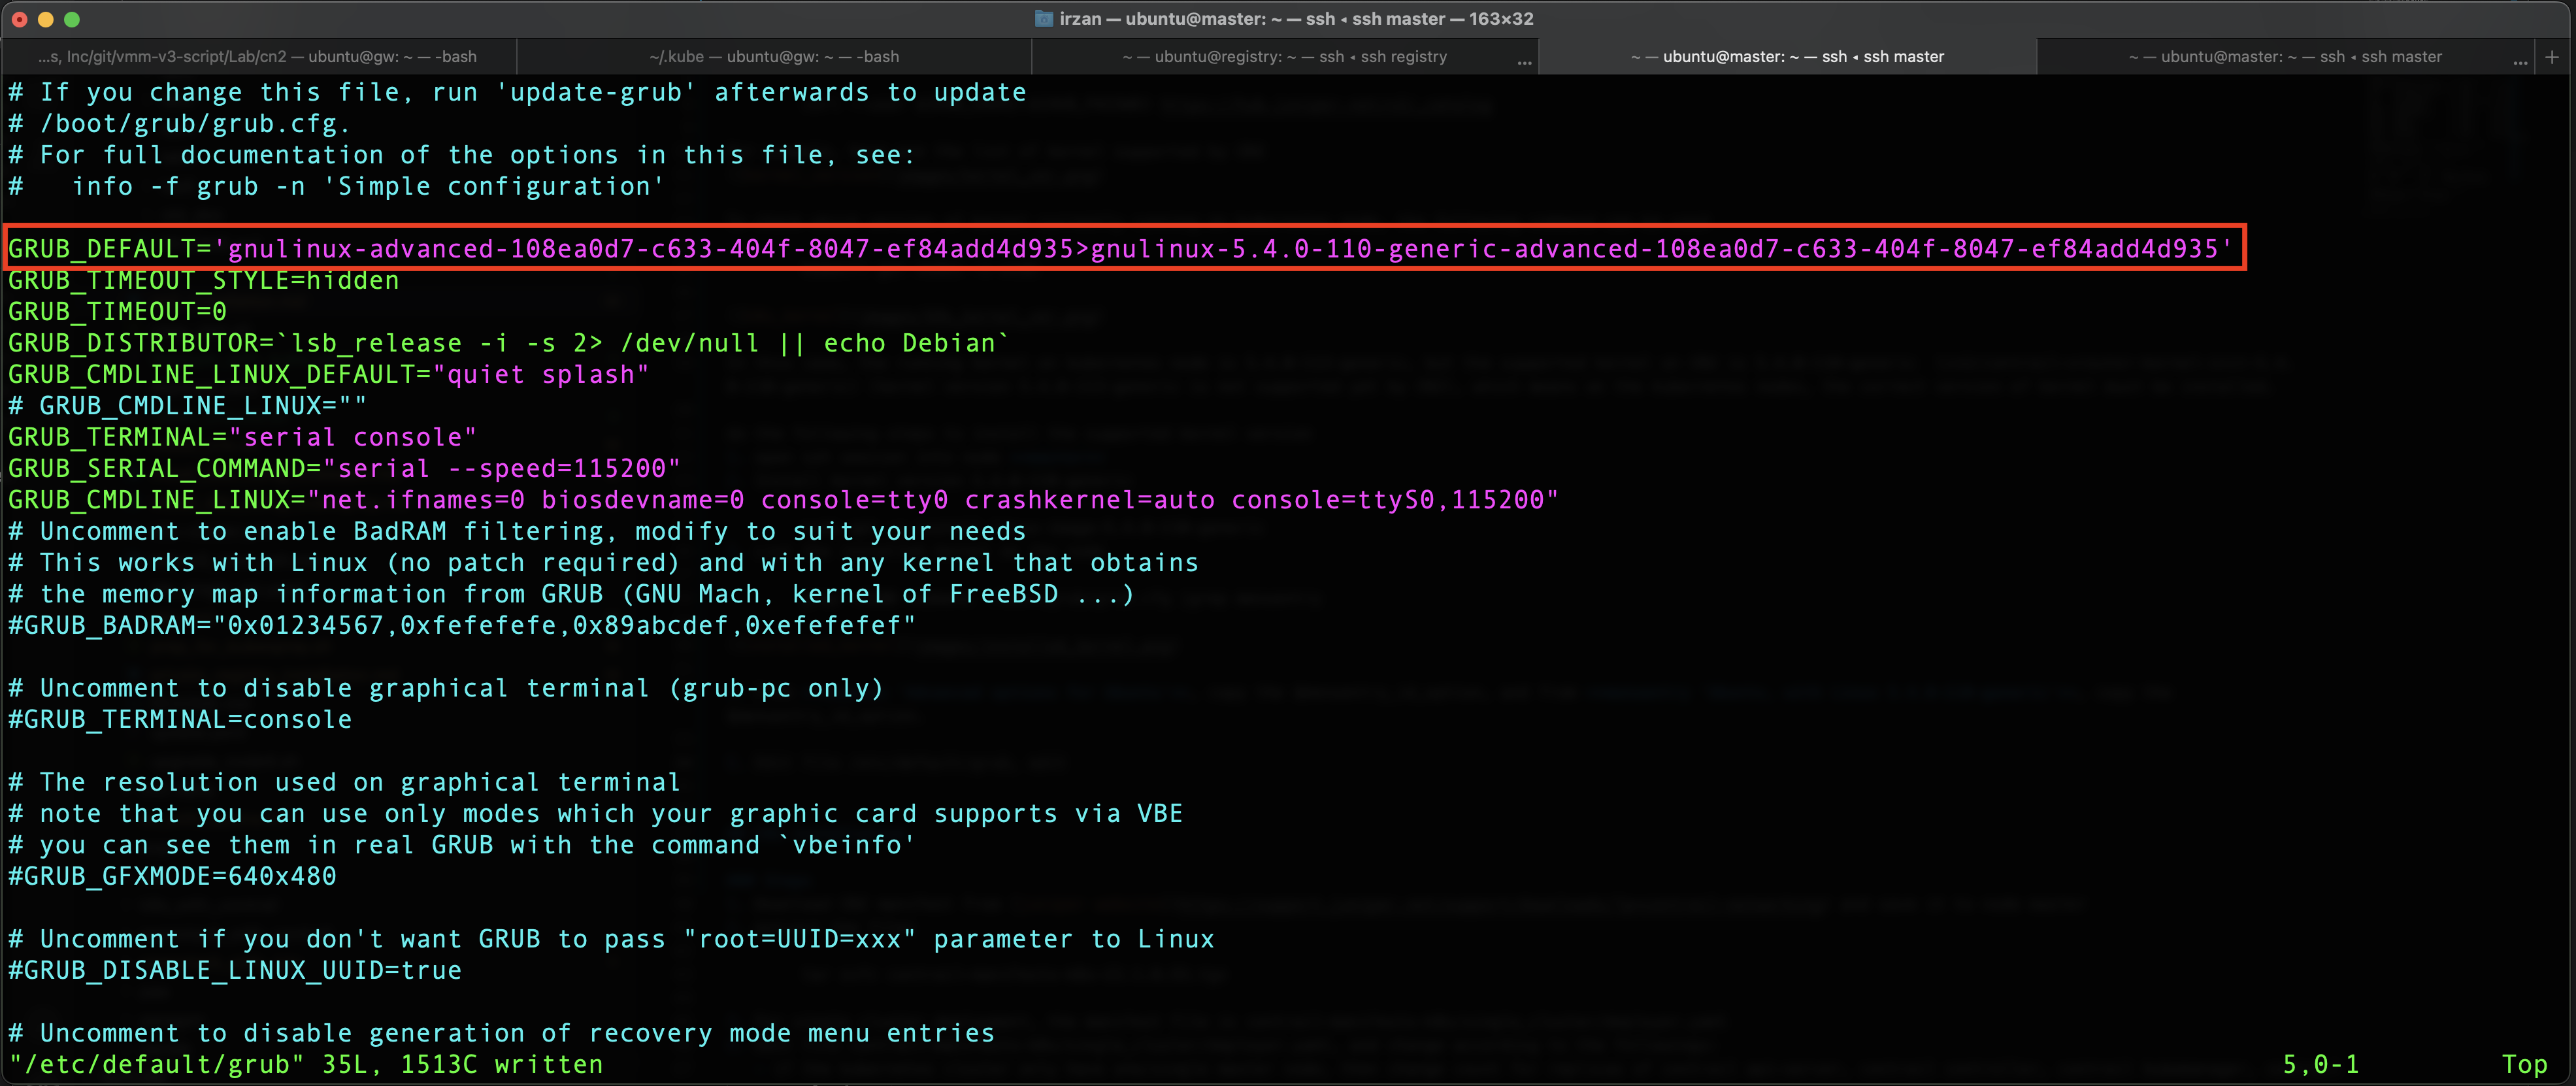 irzan — ubuntu@master: ~ — ssh ◂ ssh master — 163×32
...s, Inc/git/vmm-v3-script/Lab/cn2 — ubuntu@gw: ~ — -bash
~/.kube — ubuntu@gw: ~ — -bash
~ — ubuntu@registry: ~ — ssh ◂ ssh registry ...
~ — ubuntu@master: ~ — ssh ◂ ssh master
~ — ubuntu@master: ~ — ssh ◂ ssh master ... +
# If you change this file, run 'update-grub' afterwards to update
# /boot/grub/grub.cfg.
# For full documentation of the options in this file, see:
#   info -f grub -n 'Simple configuration'
GRUB_DEFAULT='gnulinux-advanced-108ea0d7-c633-404f-8047-ef84add4d935>gnulinux-5.4.0-110-generic-advanced-108ea0d7-c633-404f-8047-ef84add4d935'
GRUB_TIMEOUT_STYLE=hidden
GRUB_TIMEOUT=0
GRUB_DISTRIBUTOR=`lsb_release -i -s 2> /dev/null || echo Debian`
GRUB_CMDLINE_LINUX_DEFAULT="quiet splash"
# GRUB_CMDLINE_LINUX=""
GRUB_TERMINAL="serial console"
GRUB_SERIAL_COMMAND="serial --speed=115200"
GRUB_CMDLINE_LINUX="net.ifnames=0 biosdevname=0 console=tty0 crashkernel=auto console=ttyS0,115200"
# Uncomment to enable BadRAM filtering, modify to suit your needs
# This works with Linux (no patch required) and with any kernel that obtains
# the memory map information from GRUB (GNU Mach, kernel of FreeBSD ...)
#GRUB_BADRAM="0x01234567,0xfefefefe,0x89abcdef,0xefefefef"
# Uncomment to disable graphical terminal (grub-pc only)
#GRUB_TERMINAL=console
# The resolution used on graphical terminal
# note that you can use only modes which your graphic card supports via VBE
# you can see them in real GRUB with the command `vbeinfo'
#GRUB_GFXMODE=640x480
# Uncomment if you don't want GRUB to pass "root=UUID=xxx" parameter to Linux
#GRUB_DISABLE_LINUX_UUID=true
# Uncomment to disable generation of recovery mode menu entries
"/etc/default/grub" 35L, 1513C written 5,0-1 Top